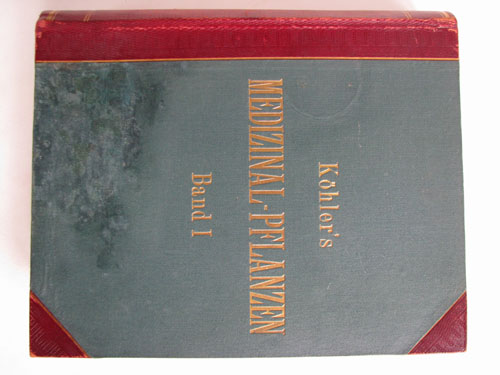 Köhler's
MEDIZINAL-PFLANZEN
Band I